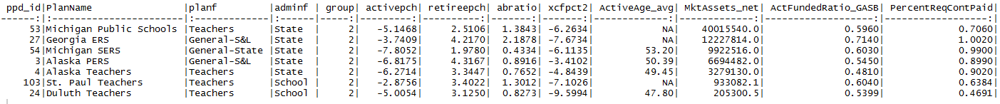 ppd_id|PlanName |planf |adminf | group| activepch| retireepch| abratio| xcfpct2| ActiveAge_avg| MktAssets_net| ActFundedRatio_GASB| PercentReqContPaid|
------:|:----------------------|:-------------|:-------|------:|----------:|-----------:|--------:|--------:|--------------:|--------------:|--------------------:|-------------------:|
53|Michigan Public Schools |Teachers |State | 2| -5.1468| 2.5106| 1.3843| -6.2634| NA| 40015540.0| 0.5960| 0.7060|
27|Georgia ERS |General-S&L |State | 2| -3.7409| 4.2170| 2.1878| -7.6734| NA| 12227814.0| 0.7140| 1.0020|
54|Michigan SERS |General-State |State | 2| -7.8052| 1.9780| 0.4334| -6.1135| 53.20| 9922516.0| 0.6030| 0.9900|
3|Alaska PERS |General-S&L |State | 2| -6.8175| 4.3167| 0.8916| -3.4102| 50.39| 6694482.0| 0.5450| 0.8990|
4|Alaska Teachers |Teachers |State | 2| -6.2714| 3.3447| 0.7652| -4.8439| 49.45| 3279130.0| 0.4810| 0.9020|
103|St. Paul Teachers |Teachers |School | 2| -2.8756| 3.4022| 1.3012| -7.1026| NA| 933082.1| 0.6040| 0.6384|
24|Duluth Teachers |Teachers |School | 2| -5.0054| 3.1250| 0.8273| -9.5994| 47.80| 205300.5| 0.5399| 0.4691|